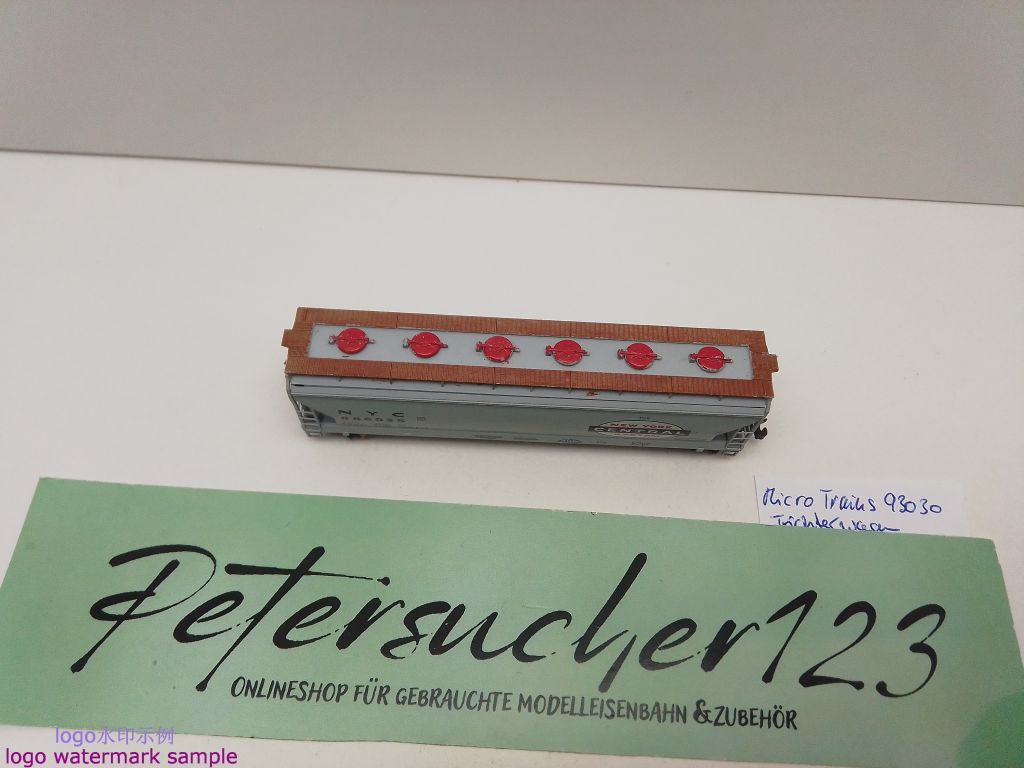 N Y C
NEW YORK
CENTRAL
Micro Trains 93030
Petersucher123
ONLINESHOP FÜR GEBRAUCHTE MODELLEISENBAHN & ZUBEHÖR
logo水印示例
logo watermark sample